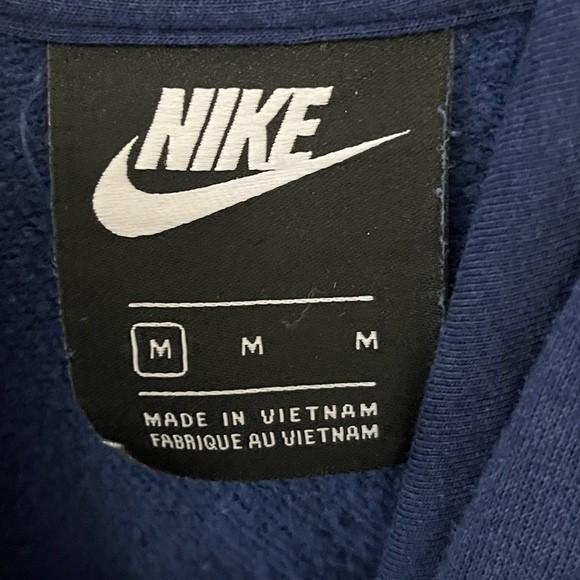 NIKE
M M M
MADE IN VIETNAM
FABRIQUE AU VIETNAM